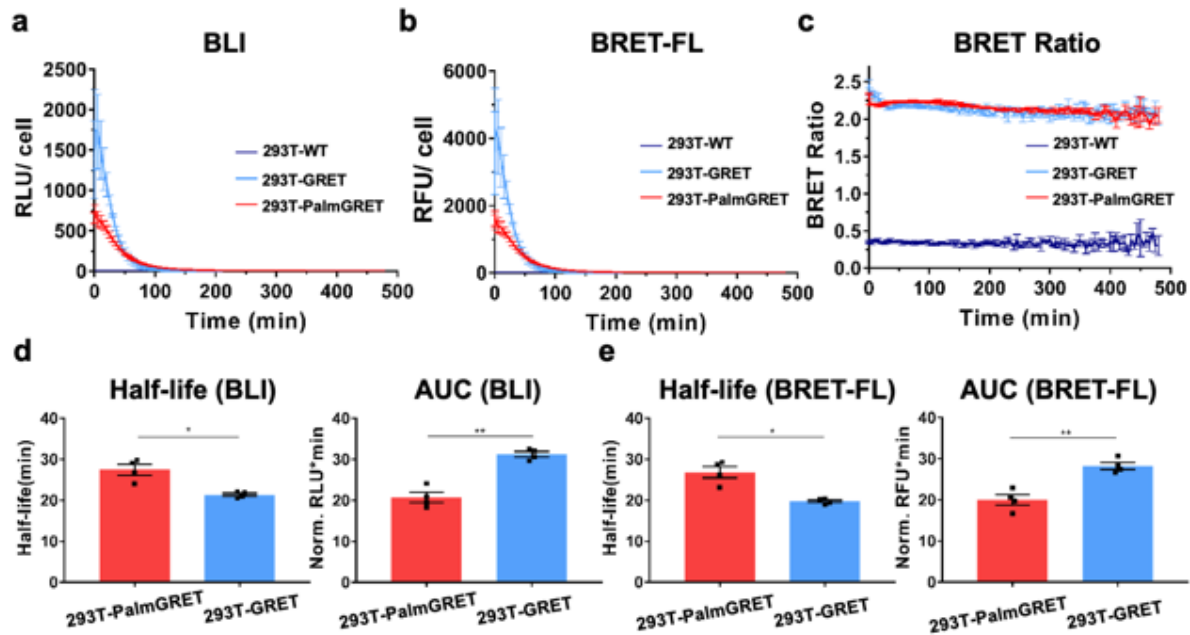 a
BLI
RLU/ cell
2500
2250
2000
1750
1500
1250
1000
750
500
250
0
293T-WT
293T-GRET
293T-PalmGRET
0 100 200 300 400 500
Time (min)
b
BRET-FL
RFU/ cell
6000
4000
2000
0
293T-WT
293T-GRET
293T-PalmGRET
0 100 200 300 400 500
Time (min)
c
BRET Ratio
BRET Ratio
2.5
2.0
1.5
1.0
0.5
0.0
293T-WT
293T-GRET
293T-PalmGRET
0 100 200 300 400 500
Time (min)
d
Half-life (BLI)
Half-life(min)
40
30
20
10
0
*
293T-PalmGRET 293T-GRET
AUC (BLI)
Norm. RLU*min
40
30
20
10
0
**
293T-PalmGRET 293T-GRET
e
Half-life (BRET-FL)
Half-life(min)
40
30
20
10
0
*
293T-PalmGRET 293T-GRET
AUC (BRET-FL)
Norm. RFU*min
40
30
20
10
0
**
293T-PalmGRET 293T-GRET